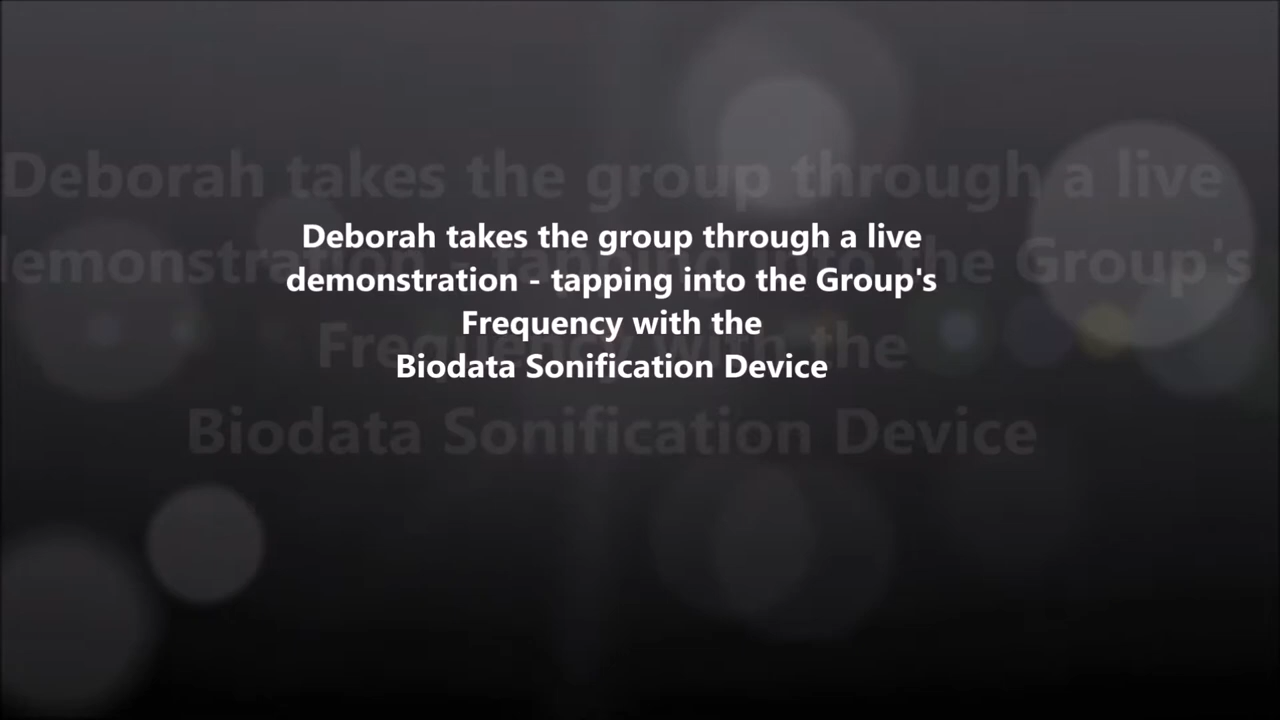 Deborah takes the group through a live
demonstration - tapping into the Group's
Frequency with the
Biodata Sonification Device